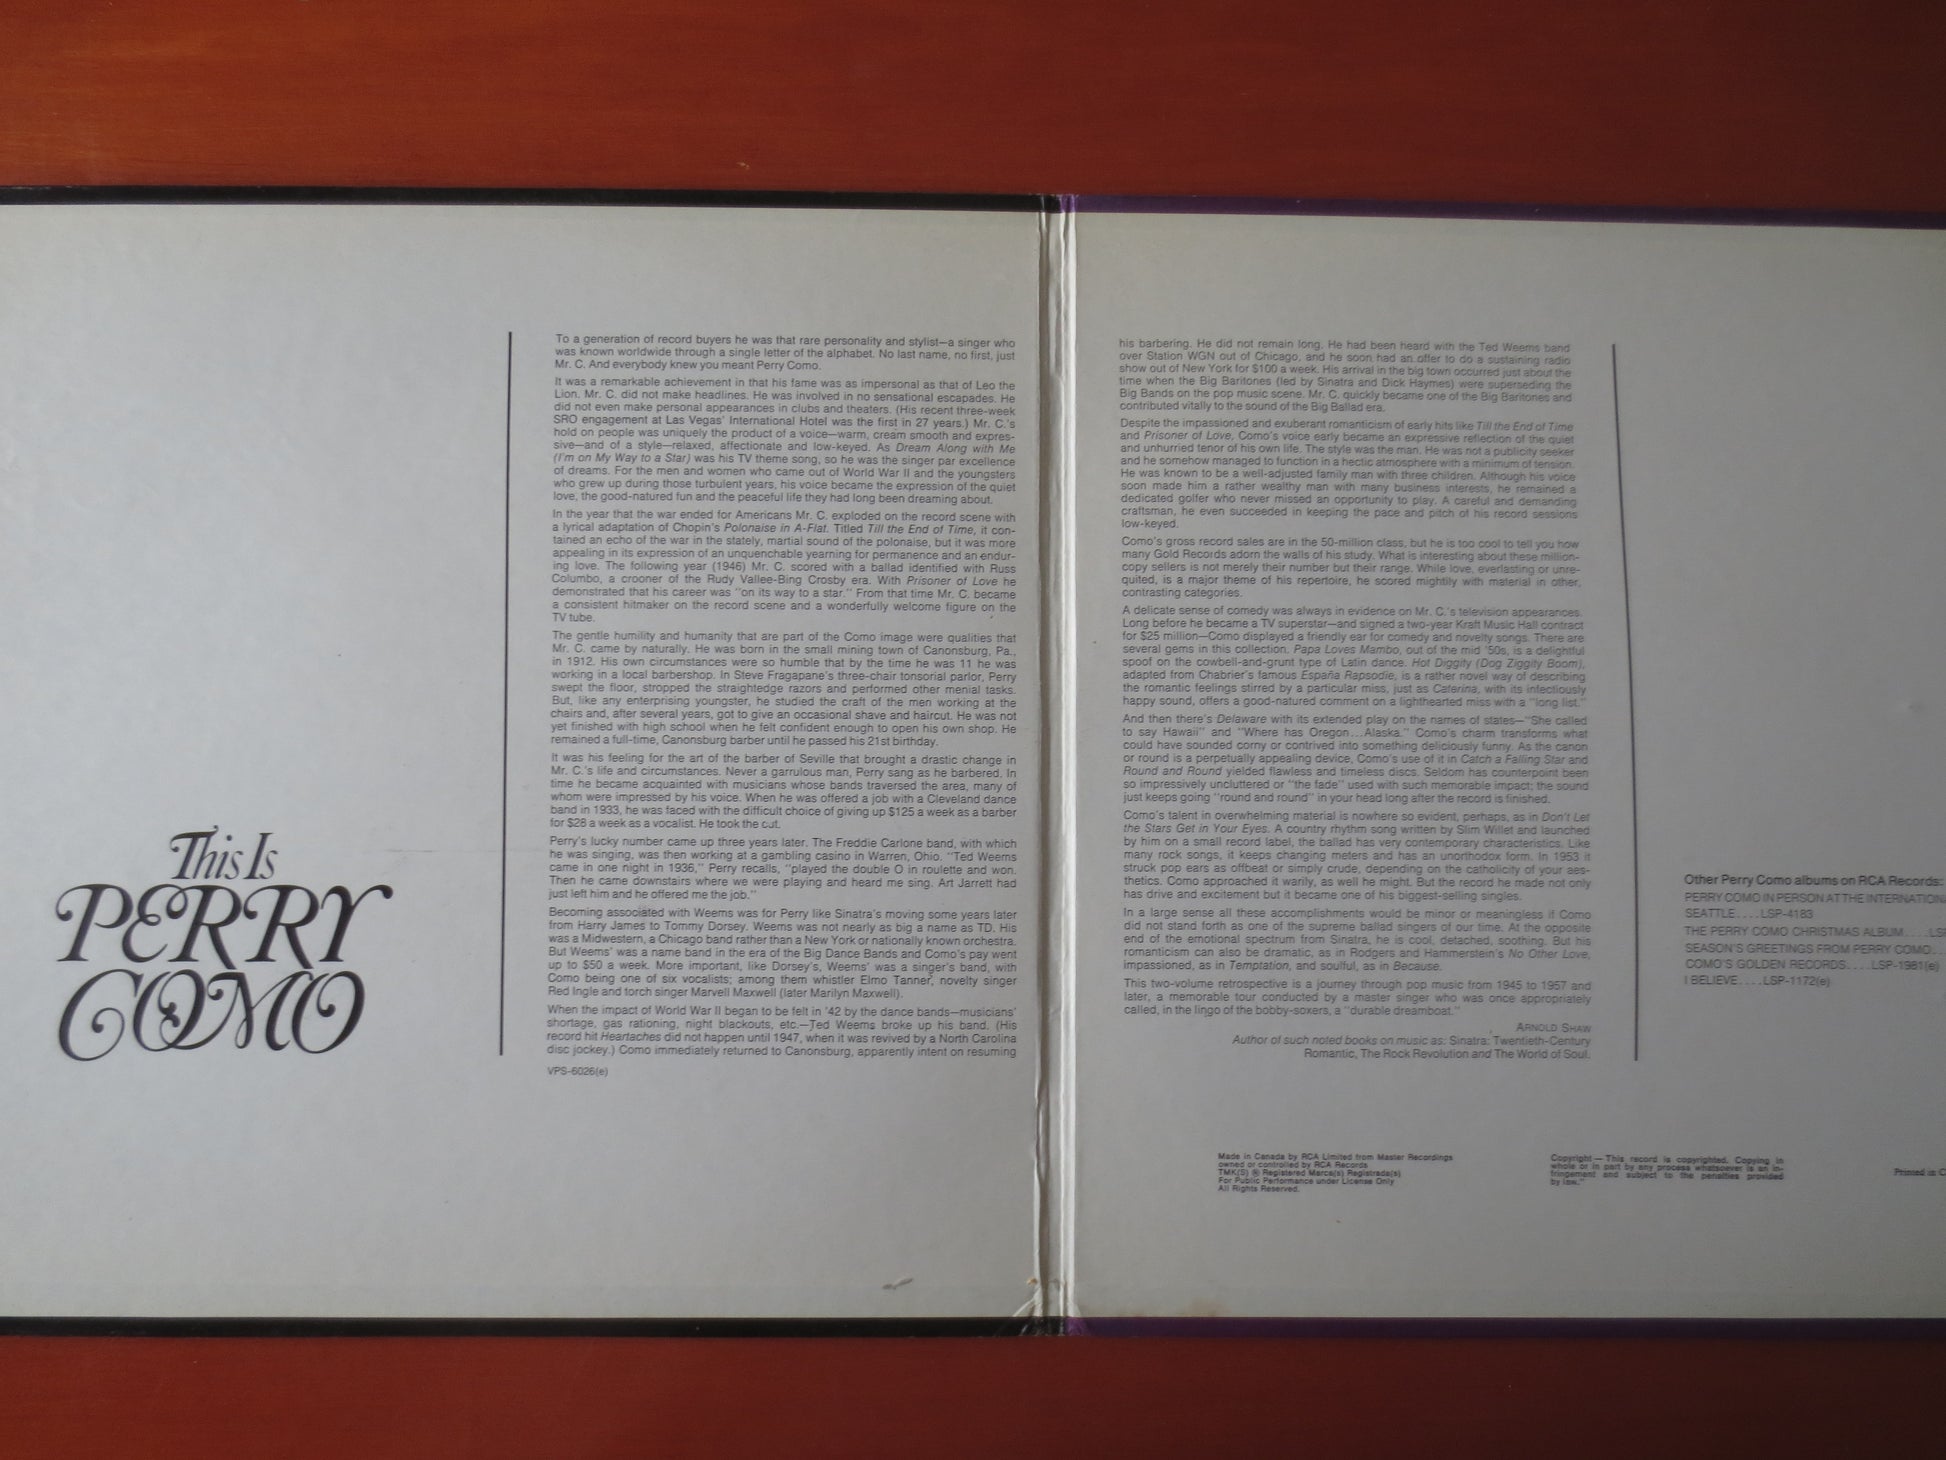 This Is
PERRY
COMO
To a generation of record buyers he was that rare personality and stylist—a singer who
was known worldwide through a single letter of the alphabet. No last name, no first, just
Mr. C. And everybody knew you meant Perry Como.
It was a remarkable achievement in that his fame was as impersonal as that of Leo the
Lion. Mr. C. did not make headlines. He was involved in no sensational escapades. He
did not even make personal appearances in clubs and theaters. (His recent three-week
SRO engagement at Las Vegas' International Hotel was the first in 27 years.) Mr. C.'s
hold on people was uniquely the product of a voice—warm, cream smooth and expres-
sive—and of a style—relaxed, affectionate and low-keyed. As Dream Along with Me
(I'm on My Way to a Star) was his TV theme song, so he was the singer par excellence
of dreams. For the men and women who came out of World War II and the youngsters
who grew up during those turbulent years, his voice became the expression of the quiet
love, the good-natured fun and the peaceful life they had long been dreaming about.
In the year that the war ended for Americans Mr. C. exploded on the record scene with
a lyrical adaptation of Chopin's Polonaise in A-Flat. Titled Till the End of Time, it con-
tained an echo of the war in the stately, martial sound of the polonaise, but it was more
appealing in its expression of an unquenchable yearning for permanence and an endur-
ing love. The following year (1946) Mr. C. scored with a ballad identified with Russ
Columbo, a crooner of the Rudy Vallee-Bing Crosby era. With Prisoner of Love he
demonstrated that his career was "on its way to a star." From that time Mr. C. became
a consistent hitmaker on the record scene and a wonderfully welcome figure on the
TV tube.
The gentle humility and humanity that are part of the Como image were qualities that
Mr. C. came by naturally. He was born in the small mining town of Canonsburg, Pa.,
in 1912. His own circumstances were so humble that by the time he was 11 he was
working in a local barbershop. In Steve Fragapane's three-chair tonsorial parlor, Perry
swept the floor, stropped the straightedge razors and performed other menial tasks.
But, like any enterprising youngster, he studied the craft of the men working at the
chairs and, after several years, got to give an occasional shave and haircut. He was not
yet finished with high school when he felt confident enough to open his own shop. He
remained a full-time, Canonsburg barber until he passed his 21st birthday.
It was his feeling for the art of the barber of Seville that brought a drastic change in
Mr. C.'s life and circumstances. Never a garrulous man, Perry sang as he barbered. In
time he became acquainted with musicians whose bands traversed the area, many of
whom were impressed by his voice. When he was offered a job with a Cleveland dance
band in 1933, he was faced with the difficult choice of giving up $125 a week as a barber
for $28 a week as a vocalist. He took the cut.
Perry's lucky number came up three years later. The Freddie Carlone band, with which
he was singing, was then working at a gambling casino in Warren, Ohio. "Ted Weems
came in one night in 1936," Perry recalls, "played the double O in roulette and won.
Then he came downstairs where we were playing and heard me sing. Art Jarrett had
just left him and he offered me the job."
Becoming associated with Weems was for Perry like Sinatra's moving some years later
from Harry James to Tommy Dorsey. Weems was not nearly as big a name as TD. His
was a Midwestern, a Chicago band rather than a New York or nationally known orchestra.
But Weems' was a name band in the era of the Big Dance Bands and Como's pay went
up to $50 a week. More important, like Dorsey's, Weems' was a singer's band, with
Como being one of six vocalists; among them whistler Elmo Tanner, novelty singer
Red Ingle and torch singer Marvell Maxwell (later Marilyn Maxwell).
When the impact of World War II began to be felt in '42 by the dance bands—musicians'
shortage, gas rationing, night blackouts, etc.—Ted Weems broke up his band. (His
record hit Heartaches did not happen until 1947, when it was revived by a North Carolina
disc jockey.) Como immediately returned to Canonsburg, apparently intent on resuming
VPS-6026(e)
his barbering. He did not remain long. He had been heard with the Ted Weems band
over Station WGN out of Chicago, and he soon had an offer to do a sustaining radio
show out of New York for $100 a week. His arrival in the big town occurred just about the
time when the Big Baritones (led by Sinatra and Dick Haymes) were superseding the
Big Bands on the pop music scene. Mr. C. quickly became one of the Big Baritones and
contributed vitally to the sound of the Big Ballad era.
Despite the impassioned and exuberant romanticism of early hits like Till the End of Time
and Prisoner of Love, Como's voice early became an expressive reflection of the quiet
and unhurried tenor of his own life. The style was the man. He was not a publicity seeker
and he somehow managed to function in a hectic atmosphere with a minimum of tension.
He was known to be a well-adjusted family man with three children. Although his voice
soon made him a rather wealthy man with many business interests, he remained a
dedicated golfer who never missed an opportunity to play. A careful and demanding
craftsman, he even succeeded in keeping the pace and pitch of his record sessions
low-keyed.
Como's gross record sales are in the 50-million class, but he is too cool to tell you how
many Gold Records adorn the walls of his study. What is interesting about these million-
copy sellers is not merely their number but their range. While love, everlasting or unre-
quited, is a major theme of his repertoire, he scored mightily with material in other,
contrasting categories.
A delicate sense of comedy was always in evidence on Mr. C.'s television appearances.
Long before he became a TV superstar—and signed a two-year Kraft Music Hall contract
for $25 million—Como displayed a friendly ear for comedy and novelty songs. There are
several gems in this collection. Papa Loves Mambo, out of the mid '50s, is a delightful
spoof on the cowbell-and-grunt type of Latin dance. Hot Diggity (Dog Ziggity Boom),
adapted from Chabrier's famous España Rapsodie, is a rather novel way of describing
the romantic feelings stirred by a particular miss, just as Caterina, with its infectiously
happy sound, offers a good-natured comment on a lighthearted miss with a "long list."
And then there's Delaware with its extended play on the names of states—"She called
to say Hawaii" and "Where has Oregon...Alaska." Como's charm transforms what
could have sounded corny or contrived into something deliciously funny. As the canon
or round is a perpetually appealing device, Como's use of it in Catch a Falling Star and
Round and Round yielded flawless and timeless discs. Seldom has counterpoint been
so impressively uncluttered or "the fade" used with such memorable impact; the sound
just keeps going "round and round" in your head long after the record is finished.
Como's talent in overwhelming material is nowhere so evident, perhaps, as in Don't Let
the Stars Get in Your Eyes. A country rhythm song written by Slim Willet and launched
by him on a small record label, the ballad has very contemporary characteristics. Like
many rock songs, it keeps changing meters and has an unorthodox form. In 1953 it
struck pop ears as offbeat or simply crude, depending on the catholicity of your aes-
thetics. Como approached it warily, as well he might. But the record he made not only
has drive and excitement but it became one of his biggest-selling singles.
In a large sense all these accomplishments would be minor or meaningless if Como
did not stand forth as one of the supreme ballad singers of our time. At the opposite
end of the emotional spectrum from Sinatra, he is cool, detached, soothing. But his
romanticism can also be dramatic, as in Rodgers and Hammerstein's No Other Love,
impassioned, as in Temptation, and soulful, as in Because.
This two-volume retrospective is a journey through pop music from 1945 to 1957 and
later, a memorable tour conducted by a master singer who was once appropriately
called, in the lingo of the bobby-soxers, a "durable dreamboat."
ARNOLD SHAW
Author of such noted books on music as: Sinatra: Twentieth-Century
Romantic, The Rock Revolution and The World of Soul.
Made in Canada by RCA Limited from Master Recordings
owned or controlled by RCA Records
TMK(S) ® Registered Marca(s) Registrada(s)
For Public Performance under License Only
All Rights Reserved.
Copyright — This record is copyrighted. Copying in
whole or in part by any process whatsoever is an in-
fringement and subject to the penalties provided
by law."
Printed in C
Other Perry Como albums on RCA Records:
PERRY COMO IN PERSON AT THE INTERNATION
SEATTLE....LSP-4183
THE PERRY COMO CHRISTMAS ALBUM....LSP
SEASON'S GREETINGS FROM PERRY COMO..
COMO'S GOLDEN RECORDS....LSP-1981(e)
I BELIEVE....LSP-1172(e)